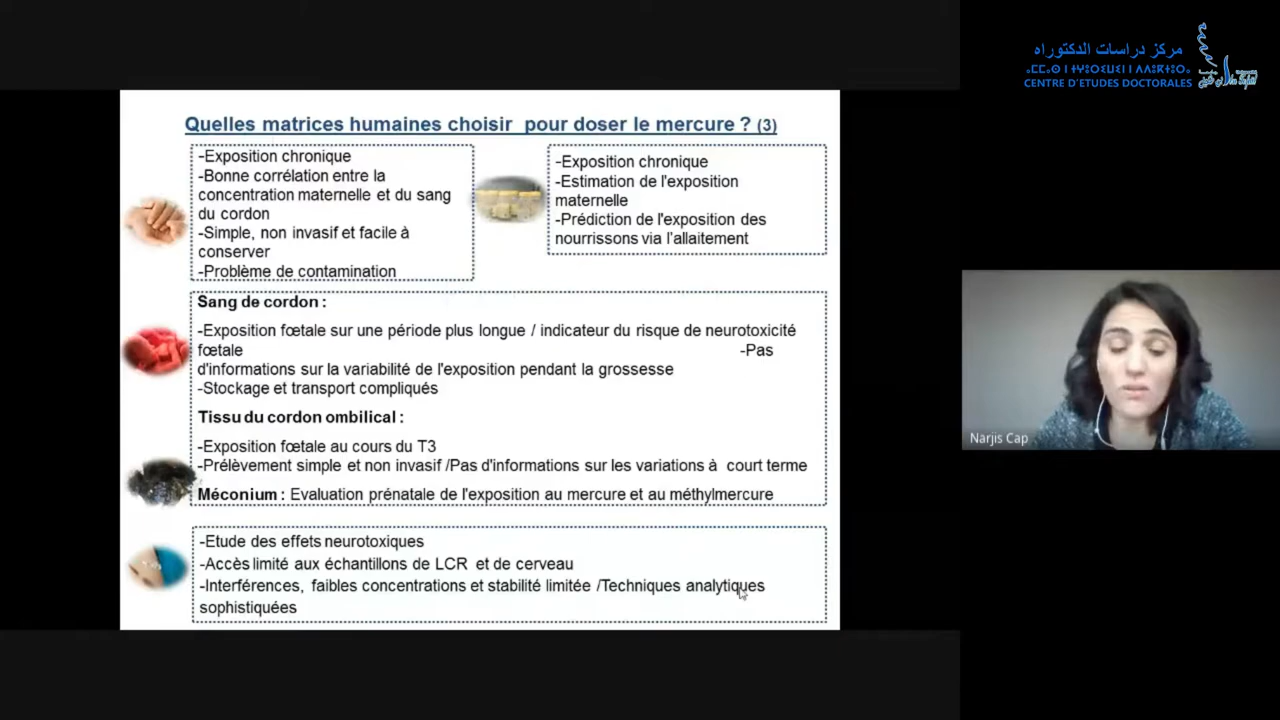 مركز دراسات الدكتوراه
CENTRE D'ETUDES DOCTORALES
Quelles matrices humaines choisir pour doser le mercure ? (3)
-Exposition chronique
-Bonne corrélation entre la
concentration maternelle et du sang
du cordon
-Simple, non invasif et facile à
conserver
-Problème de contamination
-Exposition chronique
-Estimation de l'exposition
maternelle
-Prédiction de l'exposition des
nourrissons via l'allaitement
Sang de cordon :
-Exposition fœtale sur une période plus longue / indicateur du risque de neurotoxicité
fœtale -Pas
d'informations sur la variabilité de l'exposition pendant la grossesse
-Stockage et transport compliqués
Tissu du cordon ombilical :
-Exposition fœtale au cours du T3
-Prélèvement simple et non invasif /Pas d'informations sur les variations à court terme
Méconium : Evaluation prénatale de l'exposition au mercure et au méthylmercure
-Etude des effets neurotoxiques
-Accès limité aux échantillons de LCR et de cerveau
-Interférences, faibles concentrations et stabilité limitée /Techniques analytiques
sophistiquées
Narjis Cap